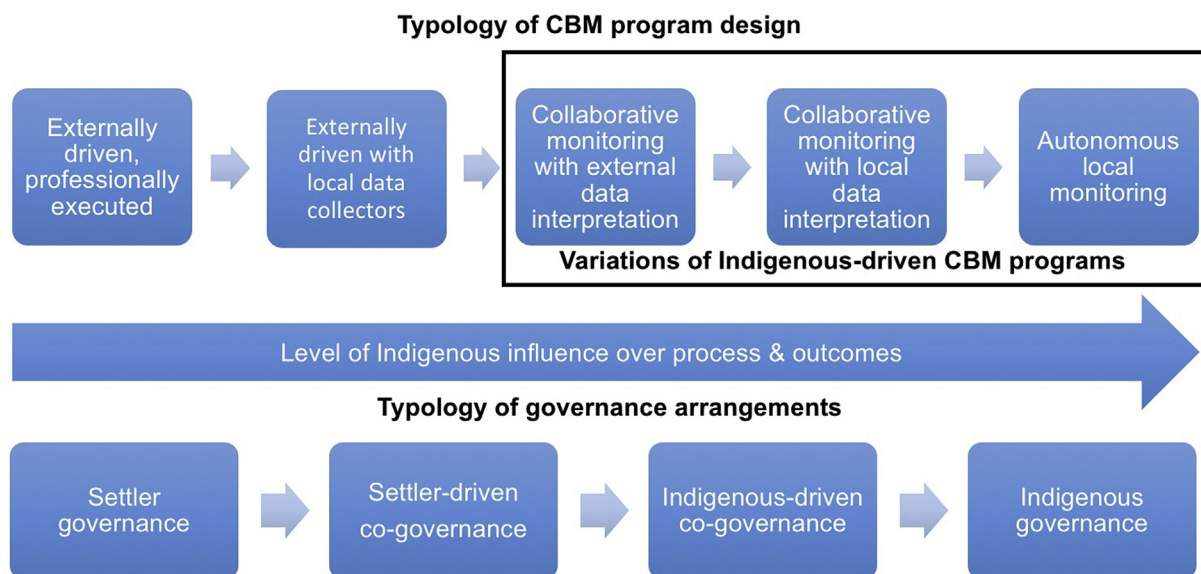 Typology of CBM program design
Externally
driven,
professionally
executed
Externally
driven with
local data
collectors
Collaborative
monitoring
with external
data
interpretation
Collaborative
monitoring
with local data
interpretation
Autonomous
local
monitoring
Variations of Indigenous-driven CBM programs
Level of Indigenous influence over process & outcomes
Typology of governance arrangements
Settler
governance
Settler-driven
co-governance
Indigenous-driven
co-governance
Indigenous
governance